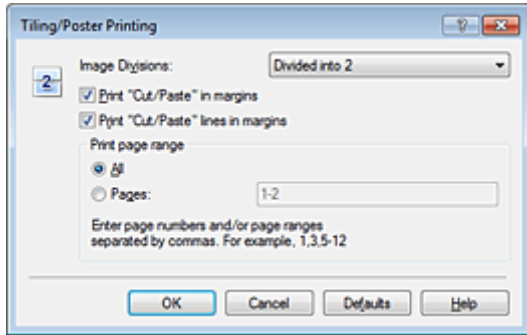 Tiling/Poster Printing
Image Divisions: Divided into 2
2
Print "Cut/Paste" in margins
Print "Cut/Paste" lines in margins
Print page range
All
Pages: 1-2
Enter page numbers and/or page ranges
separated by commas. For example, 1,3,5-12
OK Cancel Defaults Help